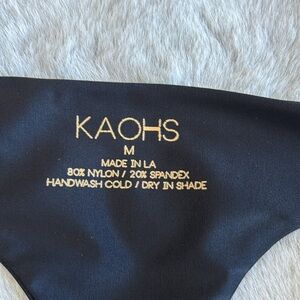 KAOHS
M
MADE IN LA
80% NYLON / 20% SPANDEX
HANDWASH COLD / DRY IN SHADE